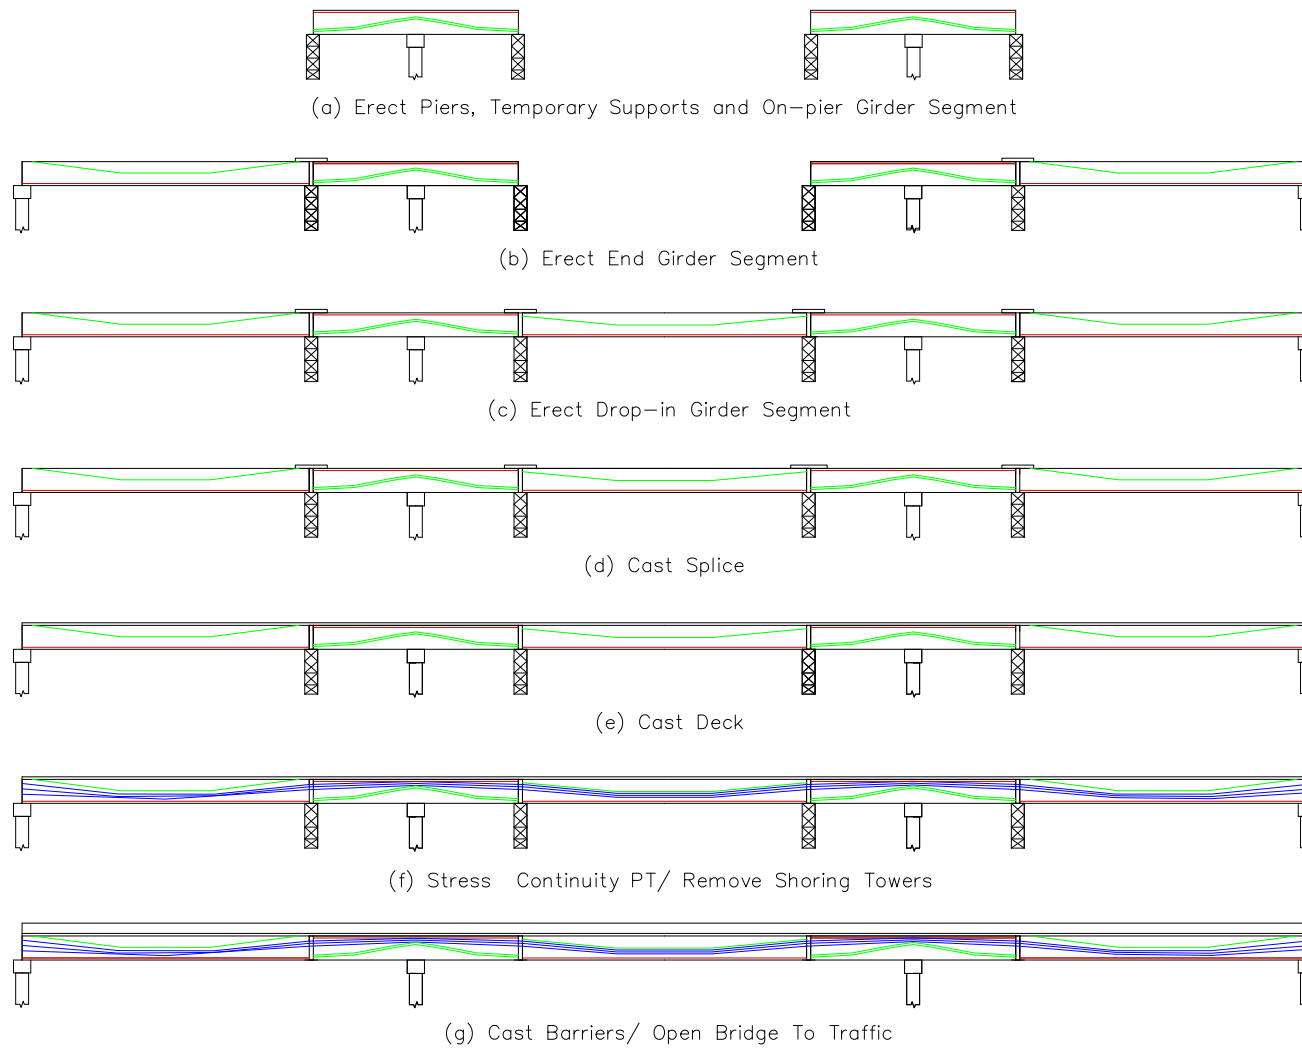 (a) Erect Piers, Temporary Supports and On-pier Girder Segment
(b) Erect End Girder Segment
(c) Erect Drop-in Girder Segment
(d) Cast Splice
(e) Cast Deck
(f) Stress Continuity PT/ Remove Shoring Towers
(g) Cast Barriers/ Open Bridge To Traffic